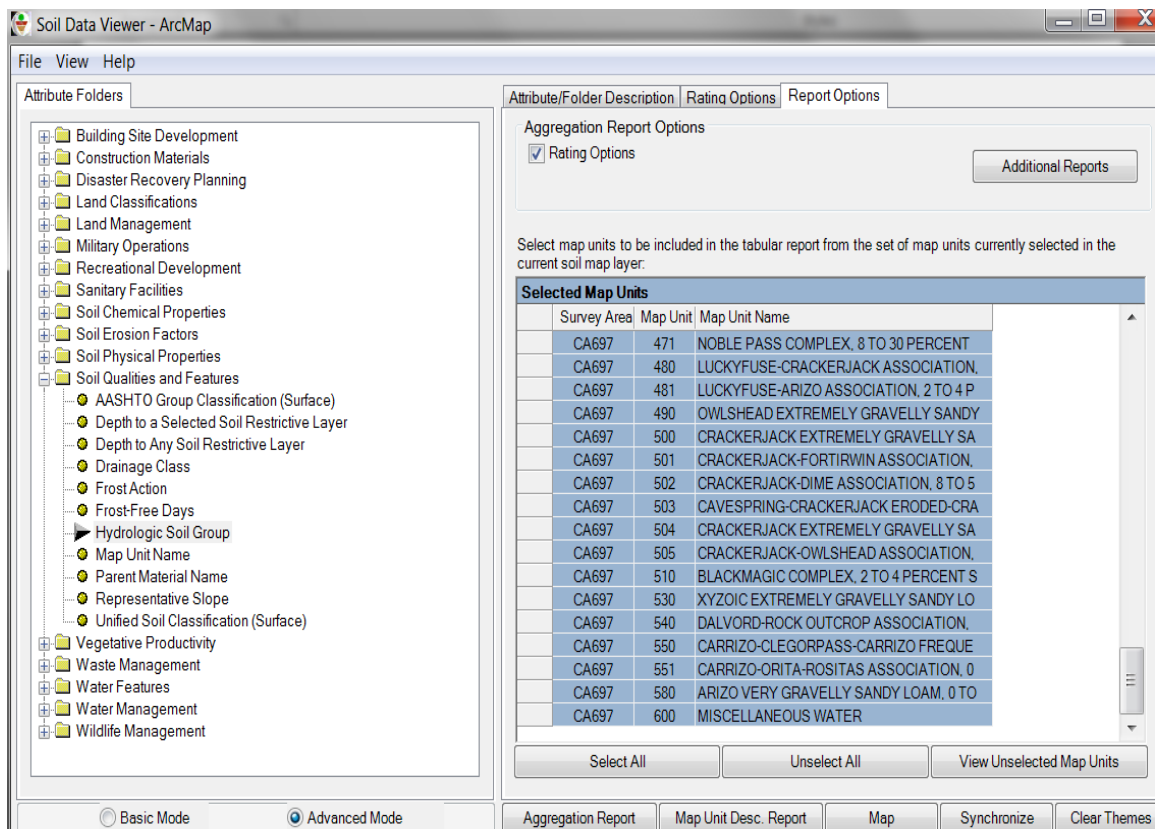 Soil Data Viewer - ArcMap
File View Help
Attribute Folders
Building Site Development
Construction Materials
Disaster Recovery Planning
Land Classifications
Land Management
Military Operations
Recreational Development
Sanitary Facilities
Soil Chemical Properties
Soil Erosion Factors
Soil Physical Properties
Soil Qualities and Features
AASHTO Group Classification (Surface)
Depth to a Selected Soil Restrictive Layer
Depth to Any Soil Restrictive Layer
Drainage Class
Frost Action
Frost-Free Days
Hydrologic Soil Group
Map Unit Name
Parent Material Name
Representative Slope
Unified Soil Classification (Surface)
Vegetative Productivity
Waste Management
Water Features
Water Management
Wildlife Management
Basic Mode Advanced Mode
Attribute/Folder Description Rating Options Report Options
Aggregation Report Options
Rating Options
Additional Reports
Select map units to be included in the tabular report from the set of map units currently selected in the
current soil map layer:
Selected Map Units
Survey Area Map Unit Map Unit Name
CA697 471 NOBLE PASS COMPLEX, 8 TO 30 PERCENT
CA697 480 LUCKYFUSE-CRACKERJACK ASSOCIATION,
CA697 481 LUCKYFUSE-ARIZO ASSOCIATION, 2 TO 4 P
CA697 490 OWLSHEAD EXTREMELY GRAVELLY SANDY
CA697 500 CRACKERJACK EXTREMELY GRAVELLY SA
CA697 501 CRACKERJACK-FORTIRWIN ASSOCIATION,
CA697 502 CRACKERJACK-DIME ASSOCIATION, 8 TO 5
CA697 503 CAVESPRING-CRACKERJACK ERODED-CRA
CA697 504 CRACKERJACK EXTREMELY GRAVELLY SA
CA697 505 CRACKERJACK-OWLSHEAD ASSOCIATION,
CA697 510 BLACKMAGIC COMPLEX, 2 TO 4 PERCENT S
CA697 530 XYZOIC EXTREMELY GRAVELLY SANDY LO
CA697 540 DALVORD-ROCK OUTCROP ASSOCIATION,
CA697 550 CARRIZO-CLEGORPASS-CARRIZO FREQUE
CA697 551 CARRIZO-ORITA-ROSITAS ASSOCIATION, 0
CA697 580 ARIZO VERY GRAVELLY SANDY LOAM, 0 TO
CA697 600 MISCELLANEOUS WATER
Select All Unselect All View Unselected Map Units
Aggregation Report Map Unit Desc. Report Map Synchronize Clear Themes